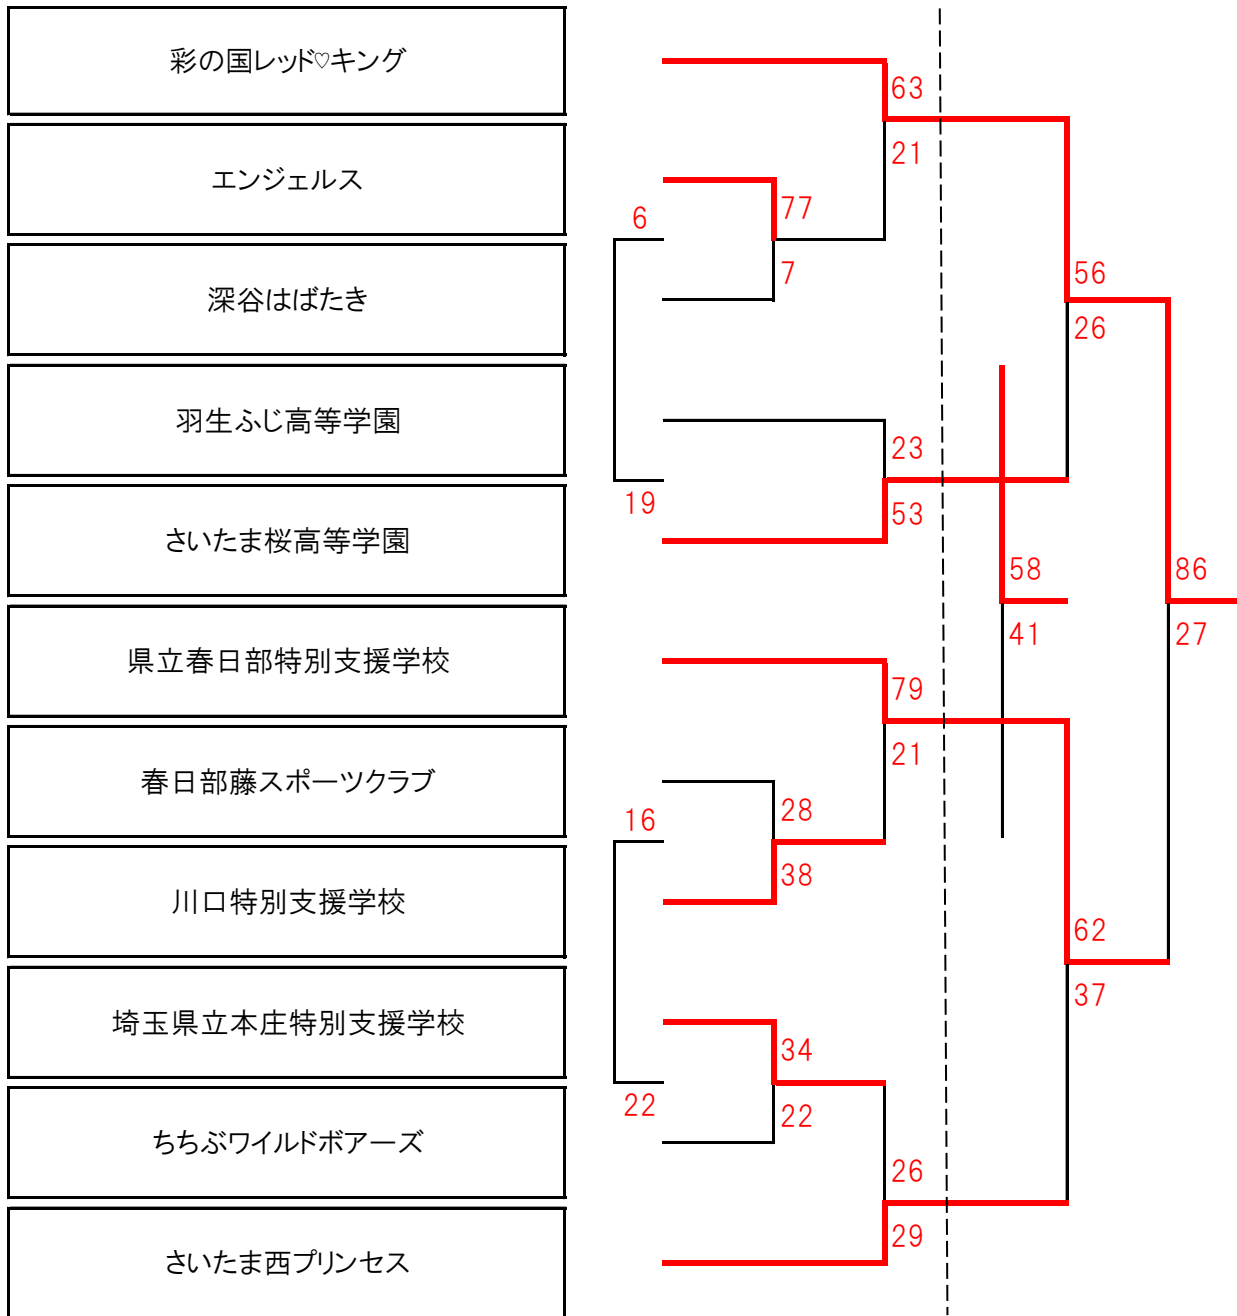 彩の国レッド♡キング
63
21
エンジェルス
77
6
7
深谷はばたき
56
26
羽生ふじ高等学園
23
19
53
さいたま桜高等学園
58
86
41
27
県立春日部特別支援学校
79
21
春日部藤スポーツクラブ
28
16
38
川口特別支援学校
62
37
埼玉県立本庄特別支援学校
34
22
22
ちちぶワイルドボアーズ
26
29
さいたま西プリンセス